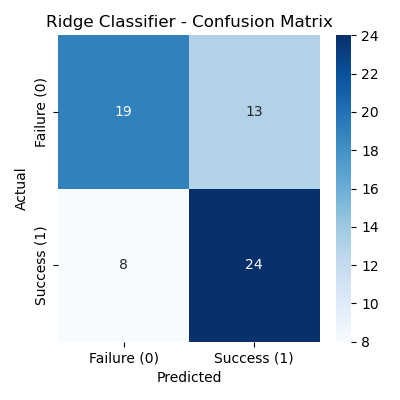 Ridge Classifier - Confusion Matrix
Failure (0)
Success (1)
Actual
19
13
8
24
Failure (0)
Success (1)
Predicted
24
22
20
18
16
14
12
10
8